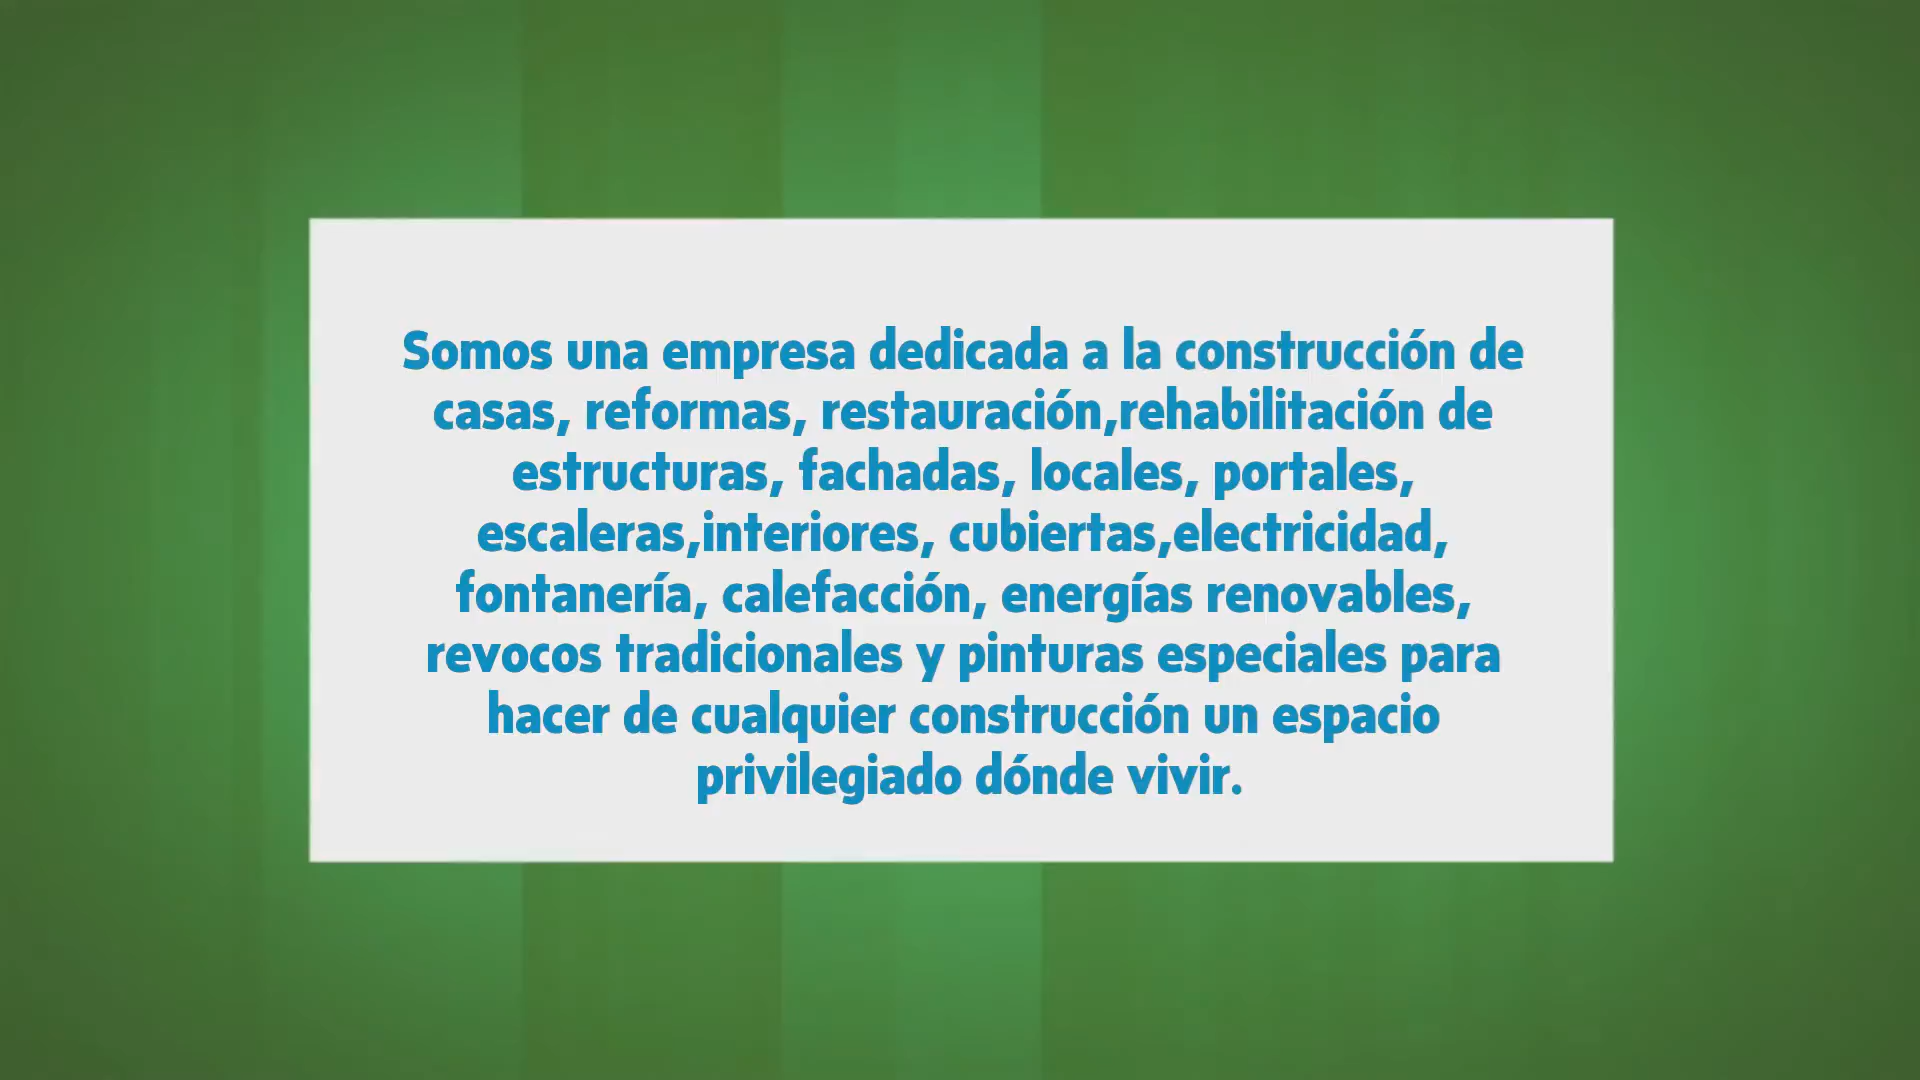 Somos una empresa dedicada a la construcción de
casas, reformas, restauración,rehabilitación de
estructuras, fachadas, locales, portales,
escaleras,interiores, cubiertas,electricidad,
fontanería, calefacción, energías renovables,
revocos tradicionales y pinturas especiales para
hacer de cualquier construcción un espacio
privilegiado dónde vivir.